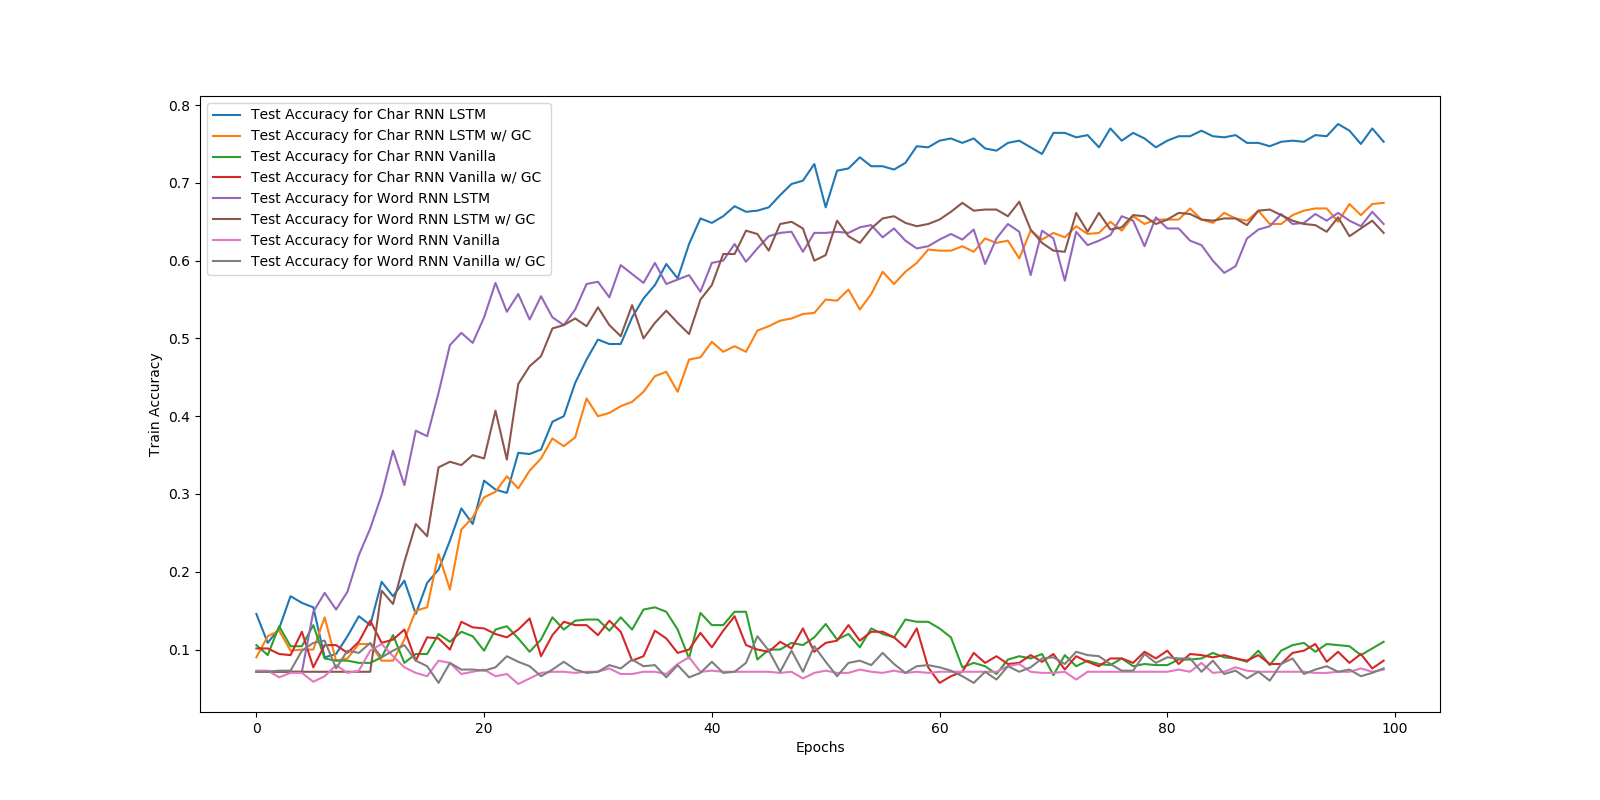 0.8
0.7
0.6
0.5
0.4
0.3
0.2
0.1
Train Accuracy
Test Accuracy for Char RNN LSTM
Test Accuracy for Char RNN LSTM w/ GC
Test Accuracy for Char RNN Vanilla
Test Accuracy for Char RNN Vanilla w/ GC
Test Accuracy for Word RNN LSTM
Test Accuracy for Word RNN LSTM w/ GC
Test Accuracy for Word RNN Vanilla
Test Accuracy for Word RNN Vanilla w/ GC
0 20 40 60 80 100
Epochs